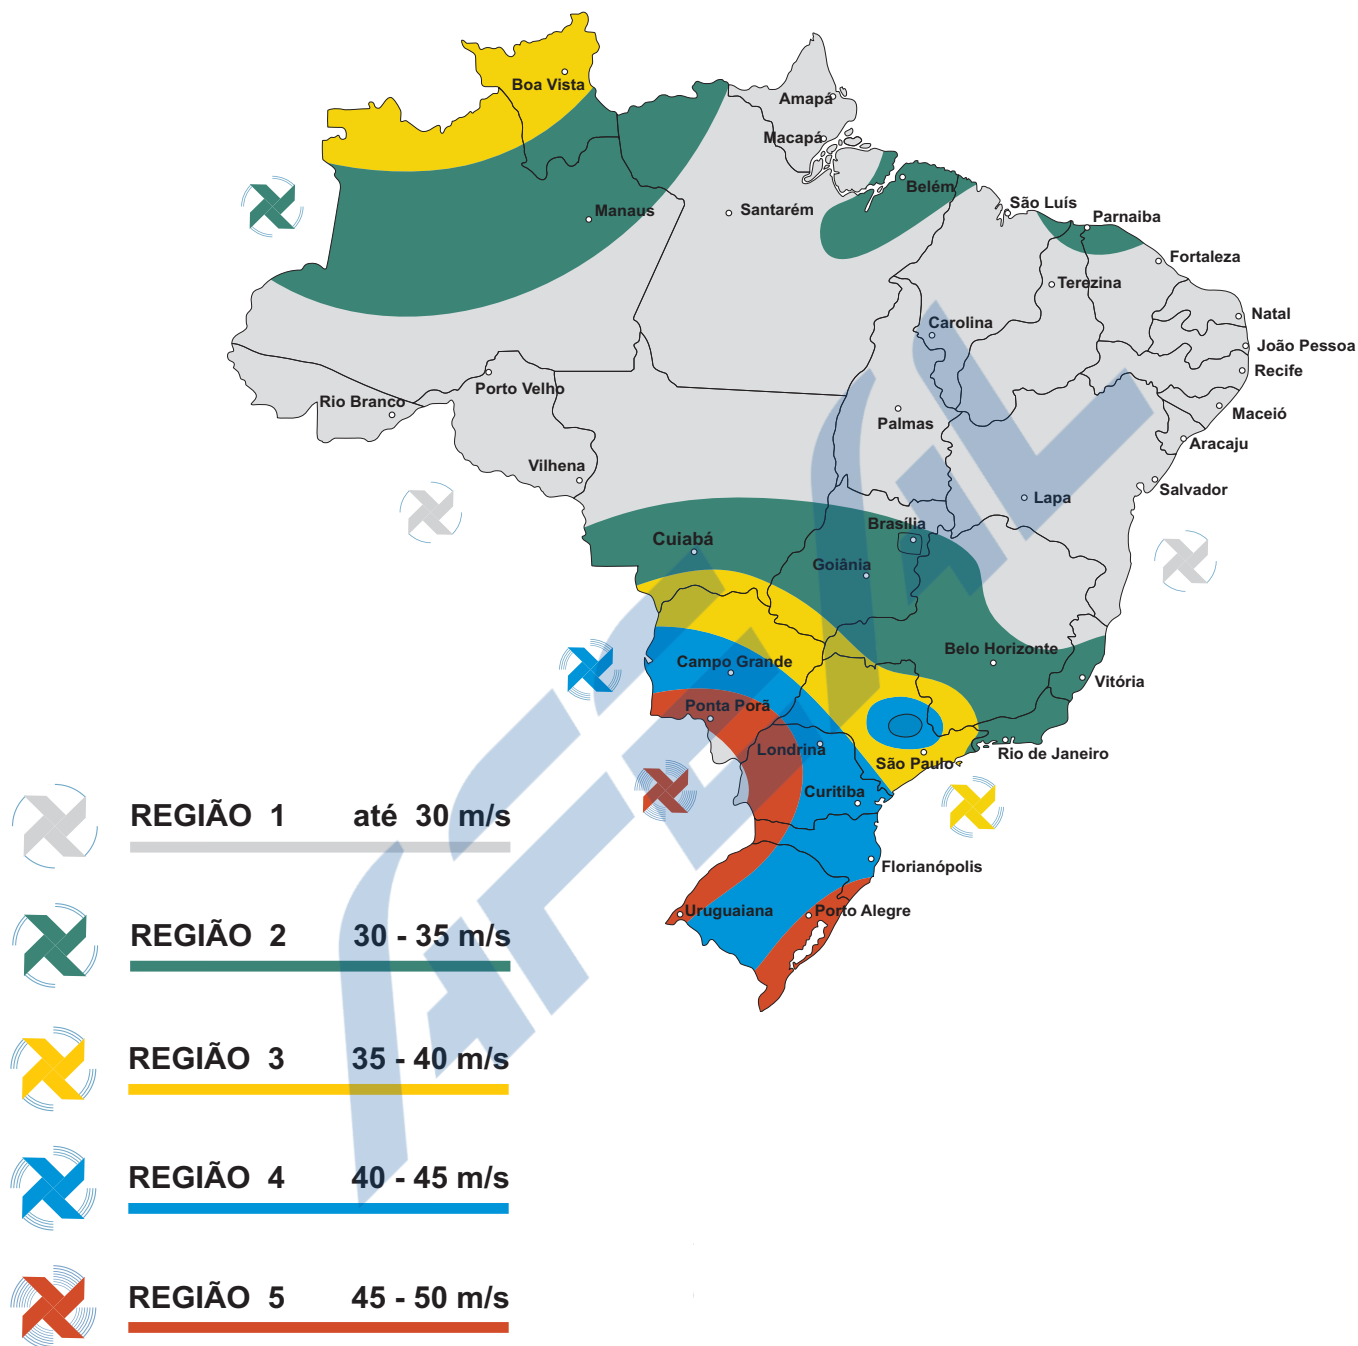 Boa Vista
Amapá
Macapá
Belém
Manaus
Santarém
São Luís
Parnaiba
Fortaleza
Terezina
Natal
Carolina
João Pessoa
Recife
Porto Velho
Rio Branco
Maceió
Palmas
Aracaju
Vilhena
Salvador
Lapa
Brasília
Cuiabá
Goiânia
Belo Horizonte
Campo Grande
Vitória
Ponta Porã
Londrina
Rio de Janeiro
São Paulo
Curitiba
Florianópolis
Uruguaiana
Porto Alegre
REGIÃO 1 até 30 m/s
REGIÃO 2 30 - 35 m/s
REGIÃO 3 35 - 40 m/s
REGIÃO 4 40 - 45 m/s
REGIÃO 5 45 - 50 m/s
AFEAL